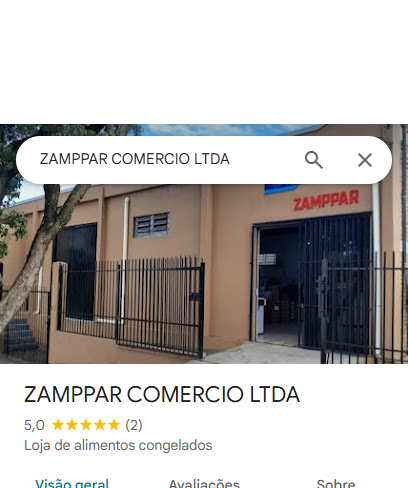 ZAMPPAR COMERCIO LTDA
ZAMPPAR
ZAMPPAR COMERCIO LTDA
5,0 ★★★★★ (2)
Loja de alimentos congelados
Visão geral Avaliações Sobre